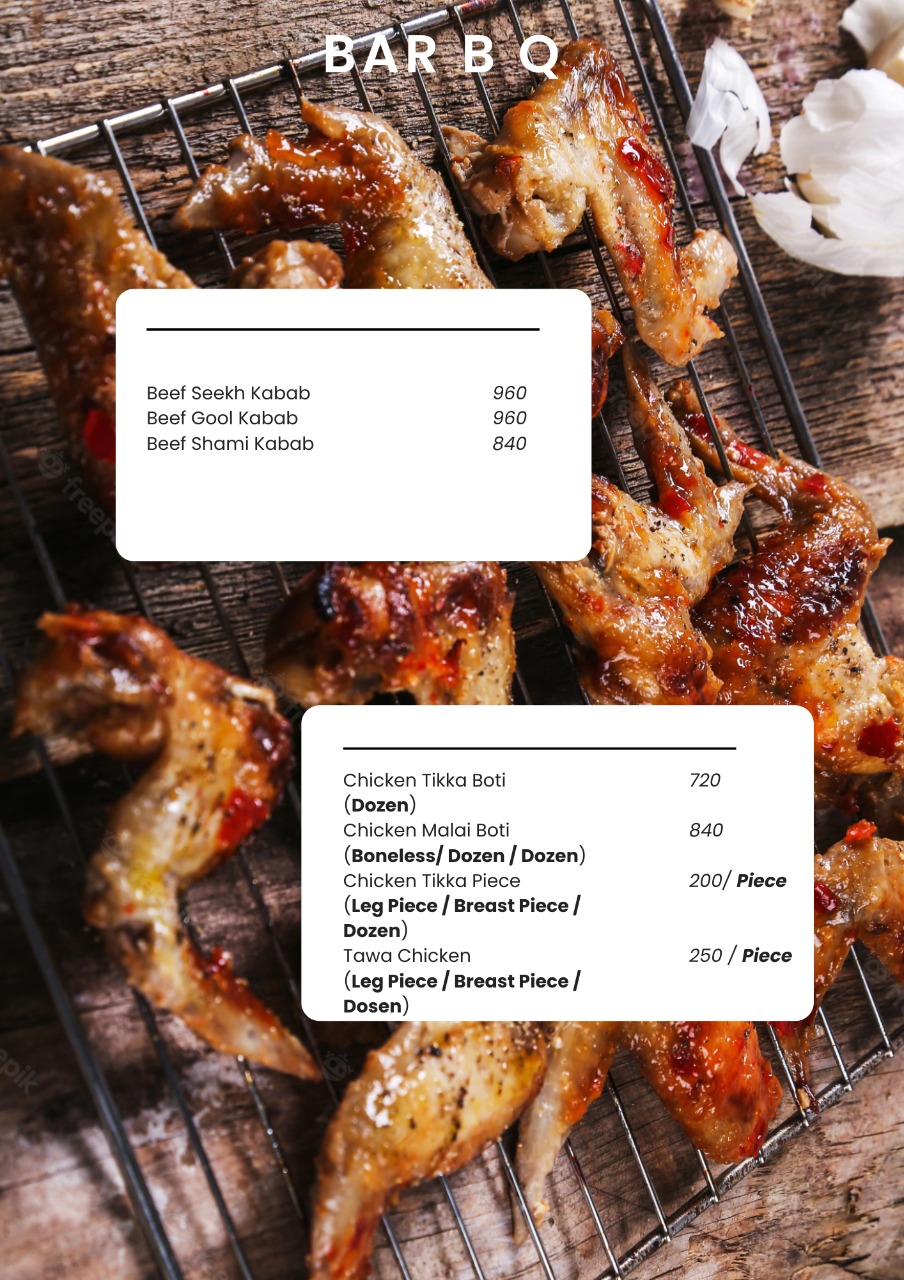 BAR B Q
Beef Seekh Kabab 960
Beef Gool Kabab 960
Beef Shami Kabab 840
Chicken Tikka Boti 720
(Dozen)
Chicken Malai Boti 840
(Boneless/ Dozen / Dozen)
Chicken Tikka Piece 200/ Piece
(Leg Piece / Breast Piece /
Dozen)
Tawa Chicken 250 / Piece
(Leg Piece / Breast Piece /
Dosen)